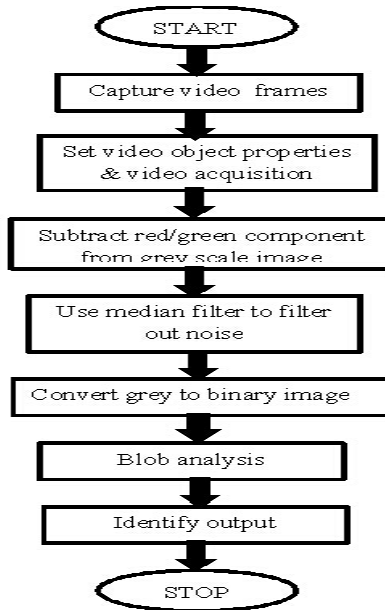 START
Capture video frames
Set video object properties
& video acquisition
Subtract red/green component
from grey scale image
Use median filter to filter
out noise
Convert grey to binary image
Blob analysis
Identify output
STOP